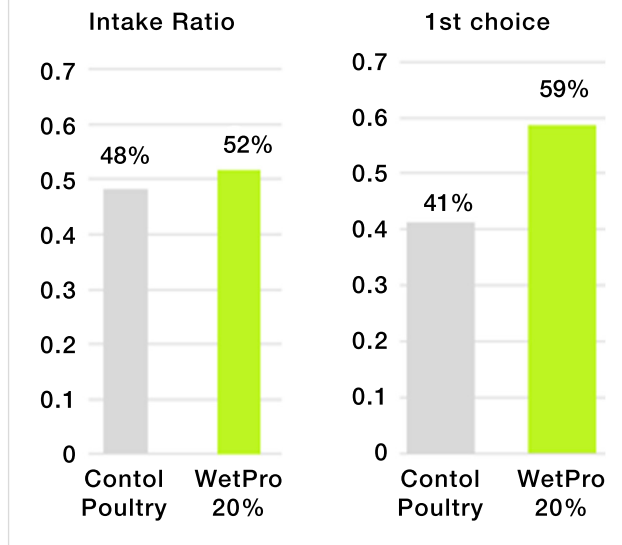 Intake Ratio
0.7
0.6
0.5
0.4
0.3
0.2
0.1
0
48%
52%
Contol
Poultry
WetPro
20%
1st choice
0.7
0.6
0.5
0.4
0.3
0.2
0.1
0
41%
59%
Contol
Poultry
WetPro
20%